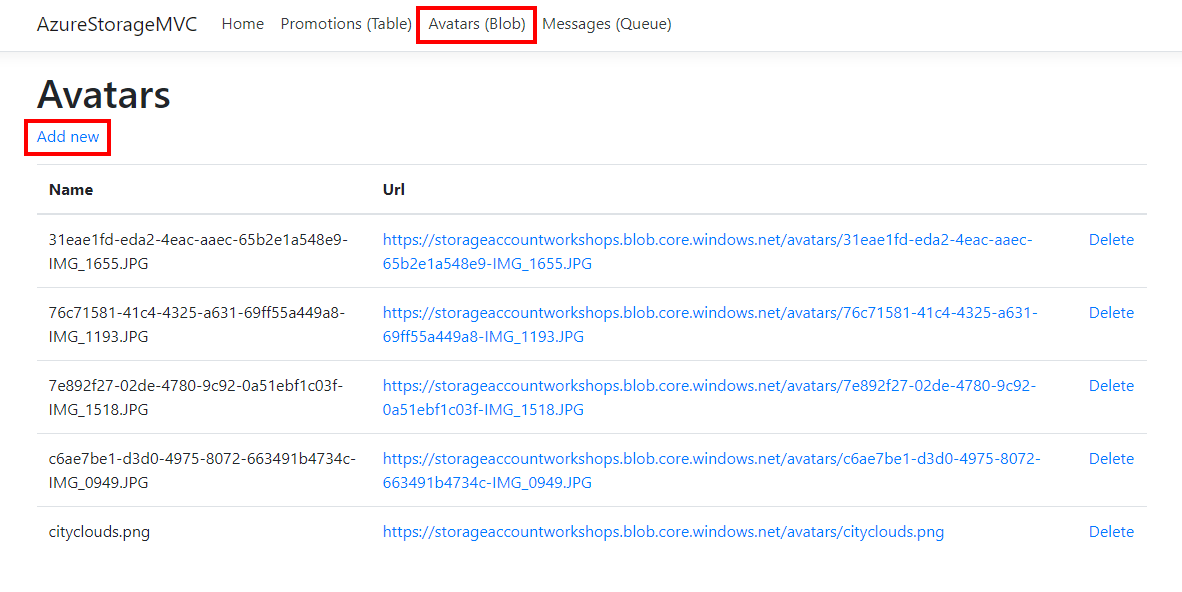 AzureStorageMVC Home Promotions (Table) Avatars (Blob) Messages (Queue)
Avatars
Add new
Name Url
31eae1fd-eda2-4eac-aaec-65b2e1a548e9- https://storageaccountworkshops.blob.core.windows.net/avatars/31eae1fd-eda2-4eac-aaec- Delete
IMG_1655.JPG 65b2e1a548e9-IMG_1655.JPG
76c71581-41c4-4325-a631-69ff55a449a8- https://storageaccountworkshops.blob.core.windows.net/avatars/76c71581-41c4-4325-a631- Delete
IMG_1193.JPG 69ff55a449a8-IMG_1193.JPG
7e892f27-02de-4780-9c92-0a51ebf1c03f- https://storageaccountworkshops.blob.core.windows.net/avatars/7e892f27-02de-4780-9c92- Delete
IMG_1518.JPG 0a51ebf1c03f-IMG_1518.JPG
c6ae7be1-d3d0-4975-8072-663491b4734c- https://storageaccountworkshops.blob.core.windows.net/avatars/c6ae7be1-d3d0-4975-8072- Delete
IMG_0949.JPG 663491b4734c-IMG_0949.JPG
cityclouds.png https://storageaccountworkshops.blob.core.windows.net/avatars/cityclouds.png Delete